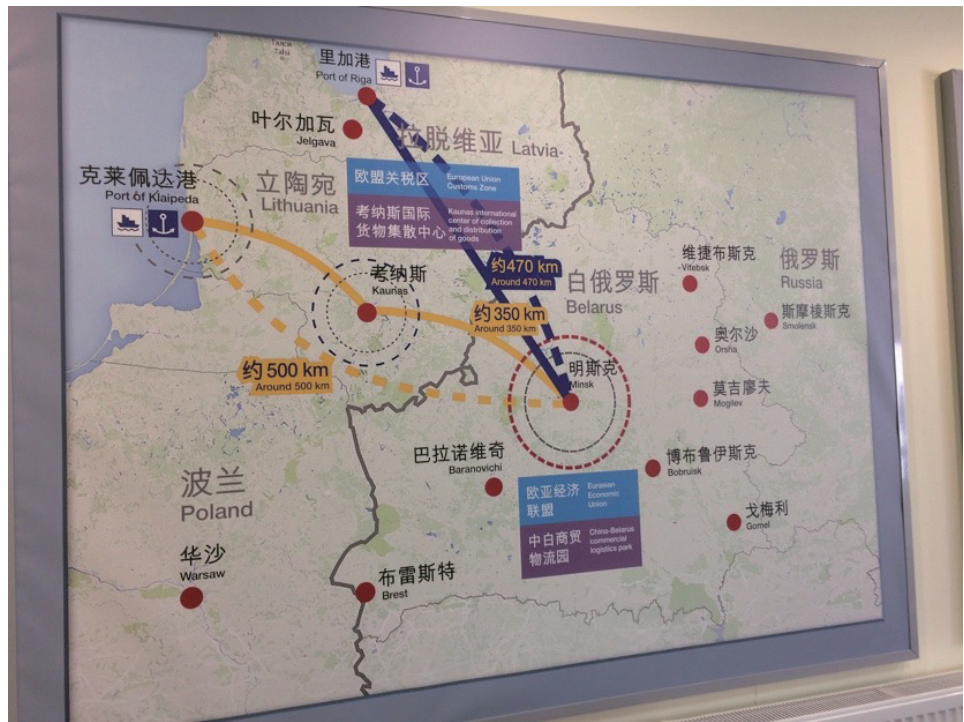 Талси
Talsi
里加港
Port of Riga
叶尔加瓦
Jelgava
拉脱维亚 Latvia
克莱佩达港
Port of Klaipeda
立陶宛
Lithuania
欧盟关税区
European Union
Customs Zone
考纳斯国际
货物集散中心
Kaunas international
center of collection
and distribution
of goods
考纳斯
Kaunas
约470 km
Around 470 km
约350 km
Around 350 km
约500 km
Around 500 km
白俄罗斯
Belarus
维捷布斯克
Vitebsk
俄罗斯
Russia
斯摩棱斯克
Smolensk
奥尔沙
Orsha
明斯克
Minsk
莫吉廖夫
Mogilev
巴拉诺维奇
Baranovichi
博布鲁伊斯克
Bobruisk
欧亚经济
联盟
Eurasian
Economic
Union
中白商贸
物流园
China-Belarus
commercial
logistics park
戈梅利
Gomel
波兰
Poland
华沙
Warsaw
布雷斯特
Brest